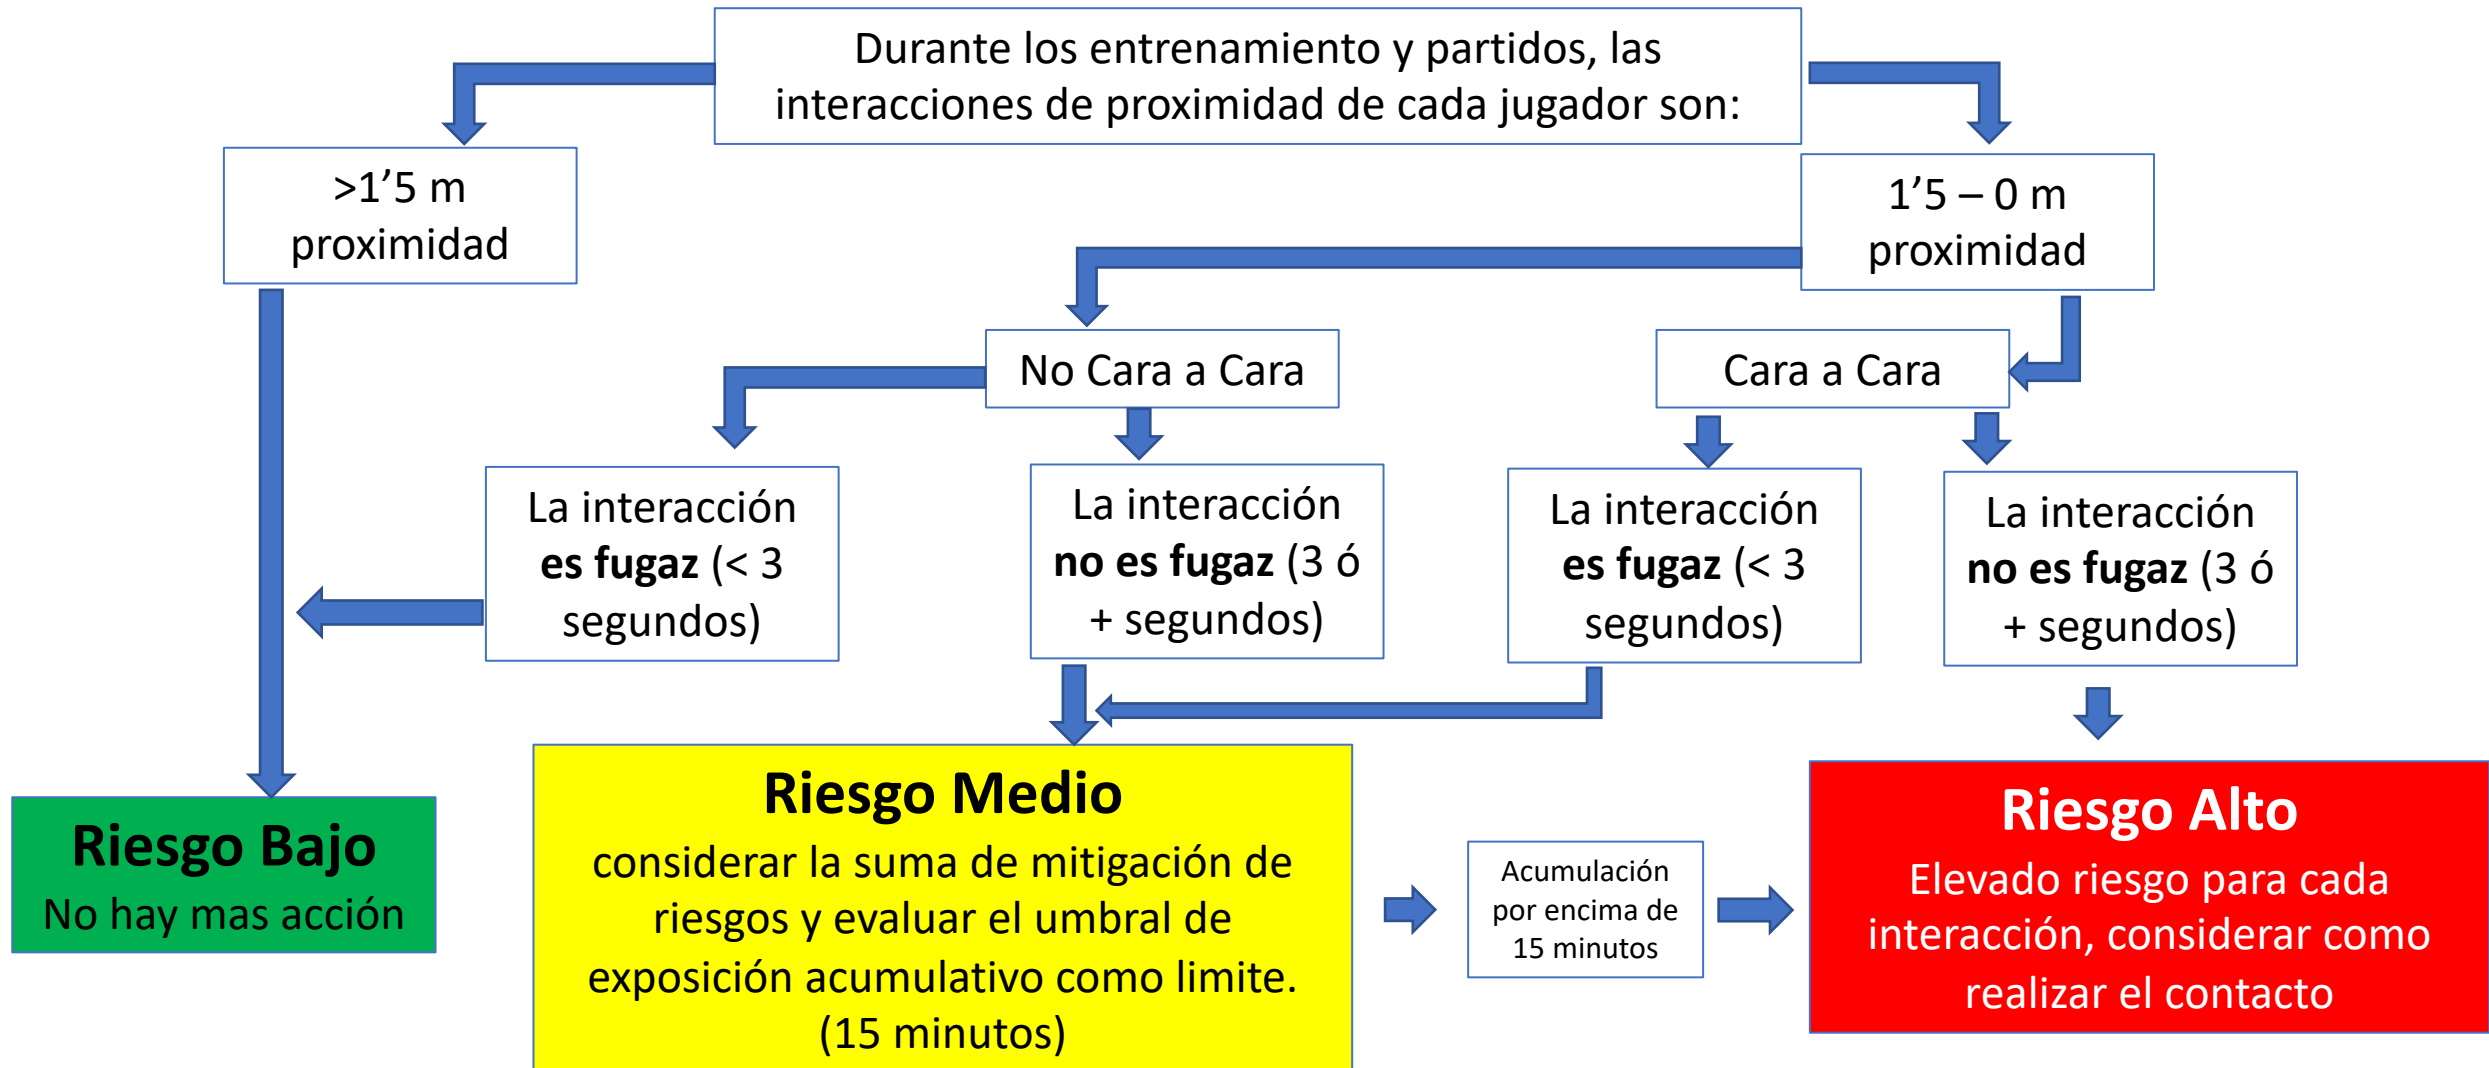 Durante los entrenamiento y partidos, las
interacciones de proximidad de cada jugador son:
>1’5 m
proximidad
1’5 – 0 m
proximidad
No Cara a Cara
Cara a Cara
La interacción
es fugaz (< 3
segundos)
La interacción
no es fugaz (3 ó
+ segundos)
La interacción
es fugaz (< 3
segundos)
La interacción
no es fugaz (3 ó
+ segundos)
Riesgo Bajo
No hay mas acción
Riesgo Medio
considerar la suma de mitigación de
riesgos y evaluar el umbral de
exposición acumulativo como limite.
(15 minutos)
Acumulación
por encima de
15 minutos
Riesgo Alto
Elevado riesgo para cada
interacción, considerar como
realizar el contacto